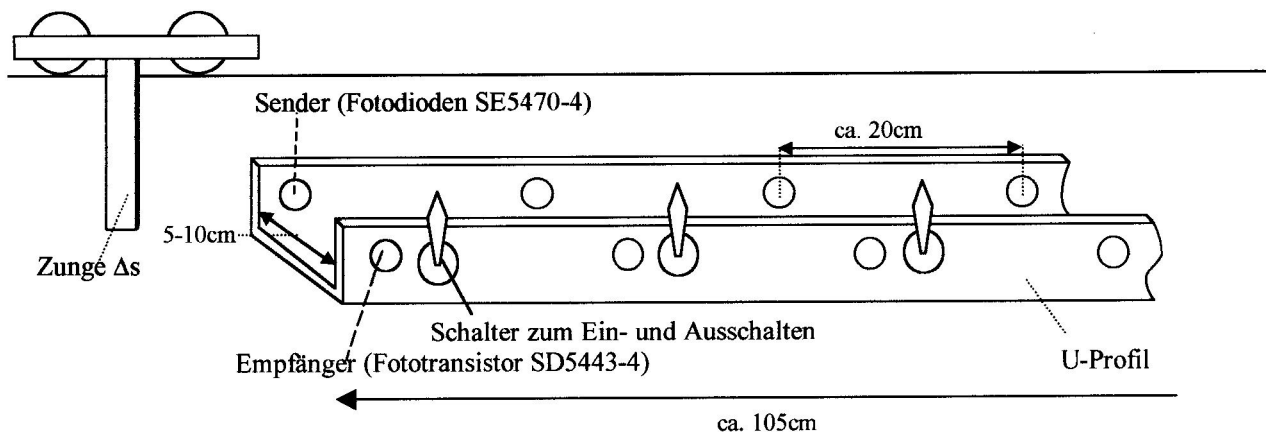 Sender (Fotodioden SE5470-4)
ca. 20cm
5-10cm
Zunge Δs
Schalter zum Ein- und Ausschalten
Empfänger (Fototransistor SD5443-4)
U-Profil
ca. 105cm